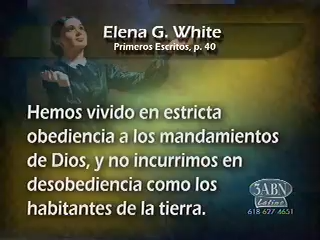 Elena G. White
Primeros Escritos, p. 40
Hemos vivido en estricta
obediencia a los mandamientos
de Dios, y no incurrimos en
desobediencia como los
habitantes de la tierra.
3ABN
Latino
618-627-4651